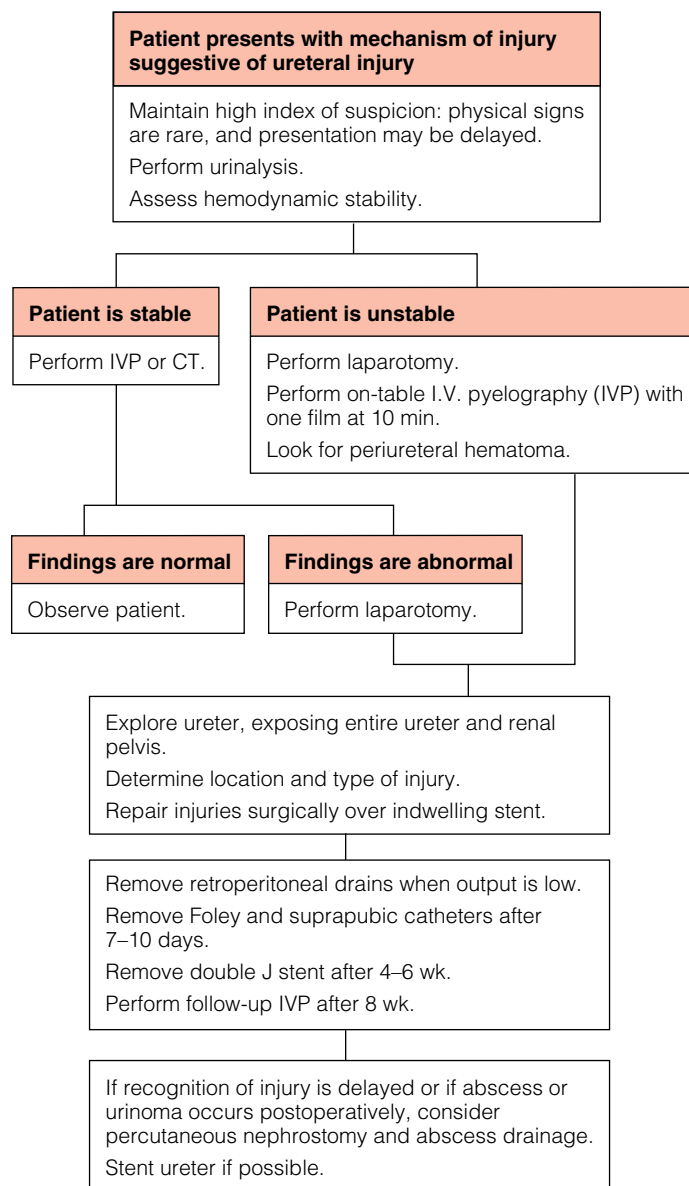 Patient presents with mechanism of injury
suggestive of ureteral injury
Maintain high index of suspicion: physical signs
are rare, and presentation may be delayed.
Perform urinalysis.
Assess hemodynamic stability.
Patient is stable
Perform IVP or CT.
Patient is unstable
Perform laparotomy.
Perform on-table I.V. pyelography (IVP) with
one film at 10 min.
Look for periureteral hematoma.
Findings are normal
Observe patient.
Findings are abnormal
Perform laparotomy.
Explore ureter, exposing entire ureter and renal
pelvis.
Determine location and type of injury.
Repair injuries surgically over indwelling stent.
Remove retroperitoneal drains when output is low.
Remove Foley and suprapubic catheters after
7–10 days.
Remove double J stent after 4–6 wk.
Perform follow-up IVP after 8 wk.
If recognition of injury is delayed or if abscess or
urinoma occurs postoperatively, consider
percutaneous nephrostomy and abscess drainage.
Stent ureter if possible.